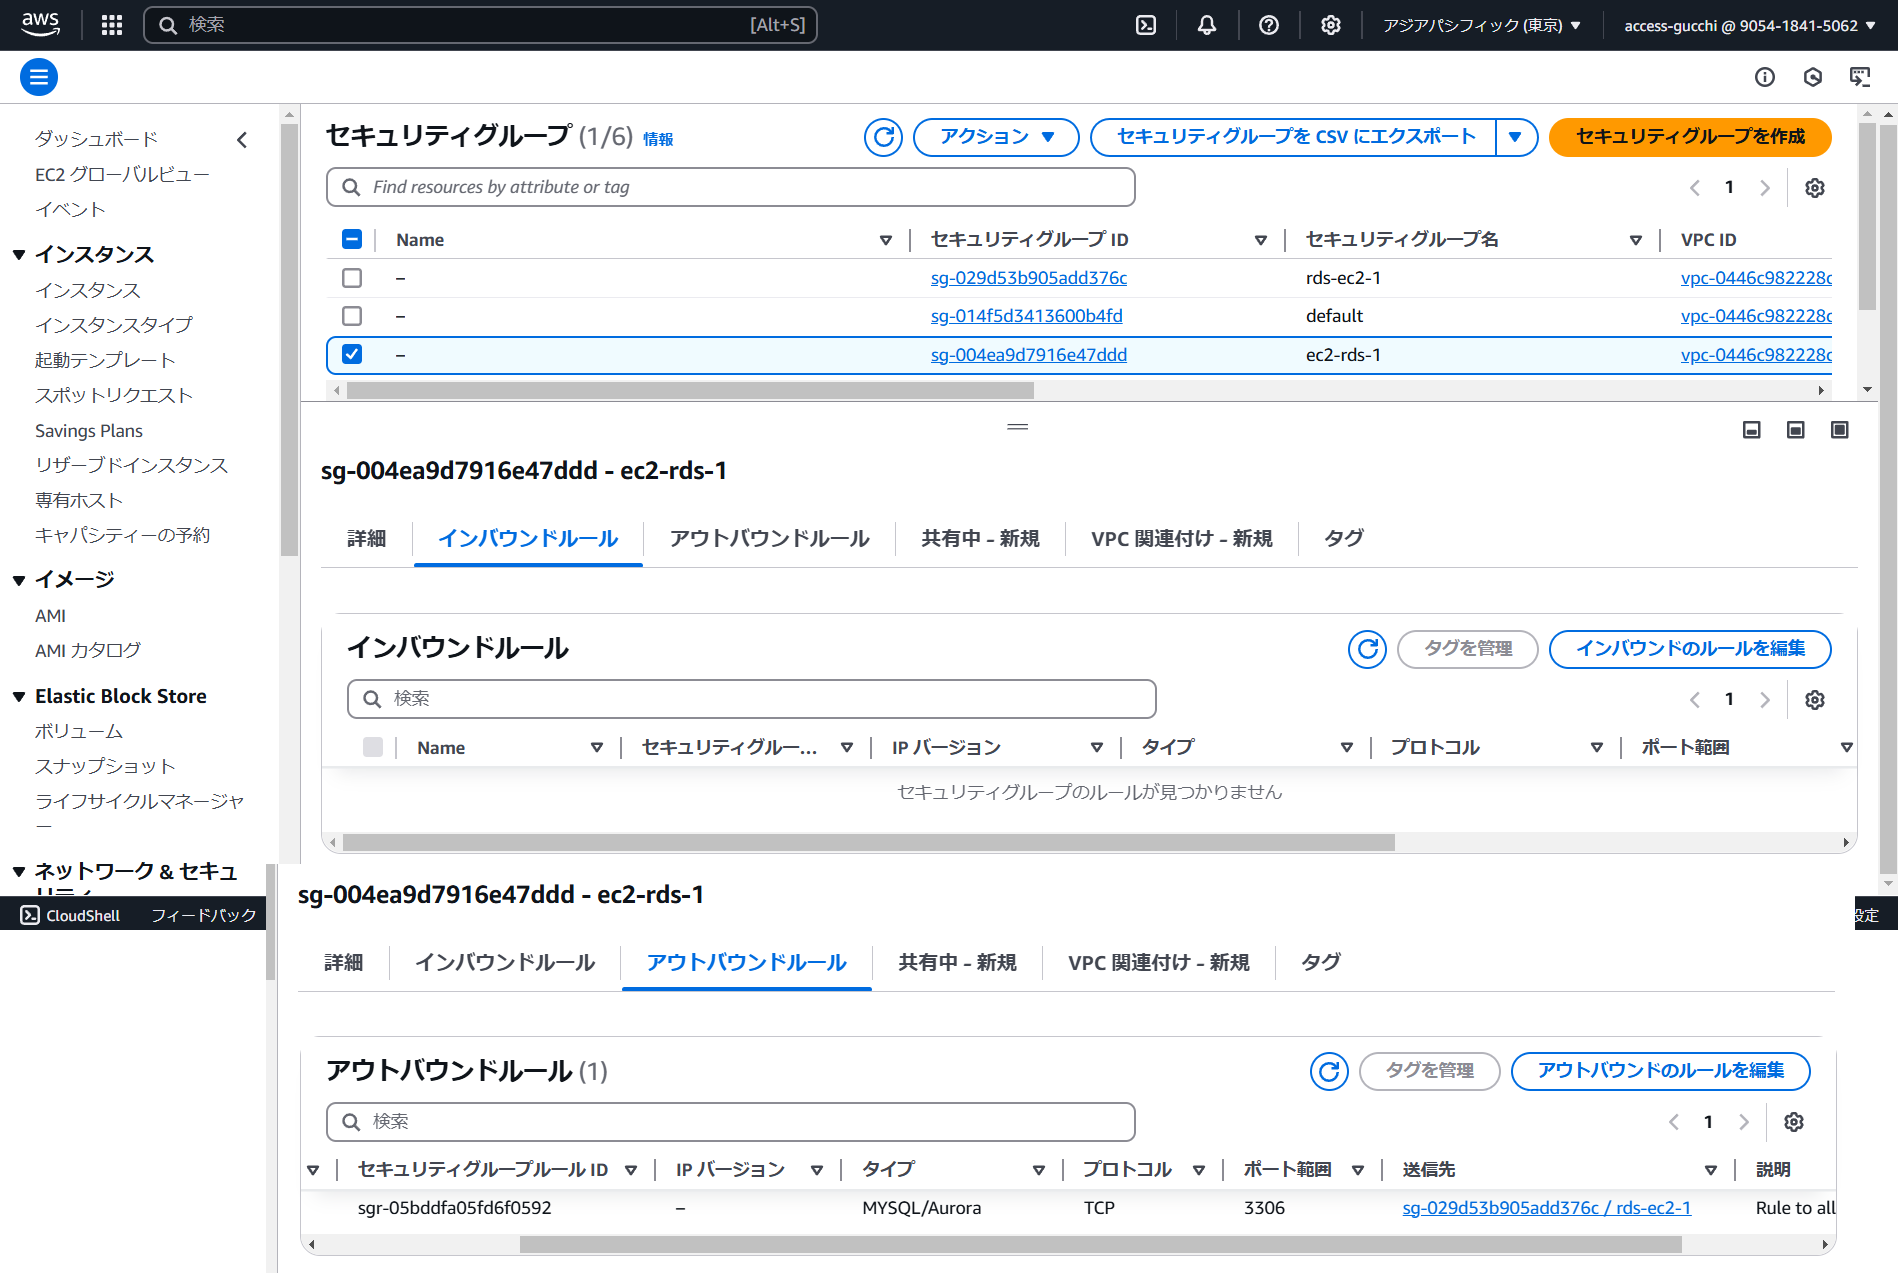 aws
検索 [Alt+S]
アジアパシフィック (東京) ▼
access-gucchi @ 9054-1841-5062 ▼
ダッシュボード
EC2 グローバルビュー
イベント
▼ インスタンス
インスタンス
インスタンスタイプ
起動テンプレート
スポットリクエスト
Savings Plans
リザーブドインスタンス
専有ホスト
キャパシティーの予約
▼ イメージ
AMI
AMI カタログ
▼ Elastic Block Store
ボリューム
スナップショット
ライフサイクルマネージャ
ー
▼ ネットワーク & セキュ
リティ
CloudShell フィードバック
セキュリティグループ (1/6) 情報
アクション ▼
セキュリティグループを CSV にエクスポート ▼
セキュリティグループを作成
Find resources by attribute or tag
1
Name セキュリティグループ ID セキュリティグループ名 VPC ID
– sg-029d53b905add376c rds-ec2-1 vpc-0446c982228c
– sg-014f5d3413600b4fd default vpc-0446c982228c
– sg-004ea9d7916e47ddd ec2-rds-1 vpc-0446c982228c
sg-004ea9d7916e47ddd - ec2-rds-1
詳細 インバウンドルール アウトバウンドルール 共有中 – 新規 VPC 関連付け – 新規 タグ
インバウンドルール
タグを管理
インバウンドのルールを編集
検索
1
Name セキュリティグルー... IP バージョン タイプ プロトコル ポート範囲
セキュリティグループのルールが見つかりません
sg-004ea9d7916e47ddd - ec2-rds-1
設定
詳細 インバウンドルール アウトバウンドルール 共有中 – 新規 VPC 関連付け – 新規 タグ
アウトバウンドルール (1)
タグを管理
アウトバウンドのルールを編集
検索
1
セキュリティグループルール ID IP バージョン タイプ プロトコル ポート範囲 送信先 説明
sgr-05bddfa05fd6f0592 – MYSQL/Aurora TCP 3306 sg-029d53b905add376c / rds-ec2-1 Rule to all